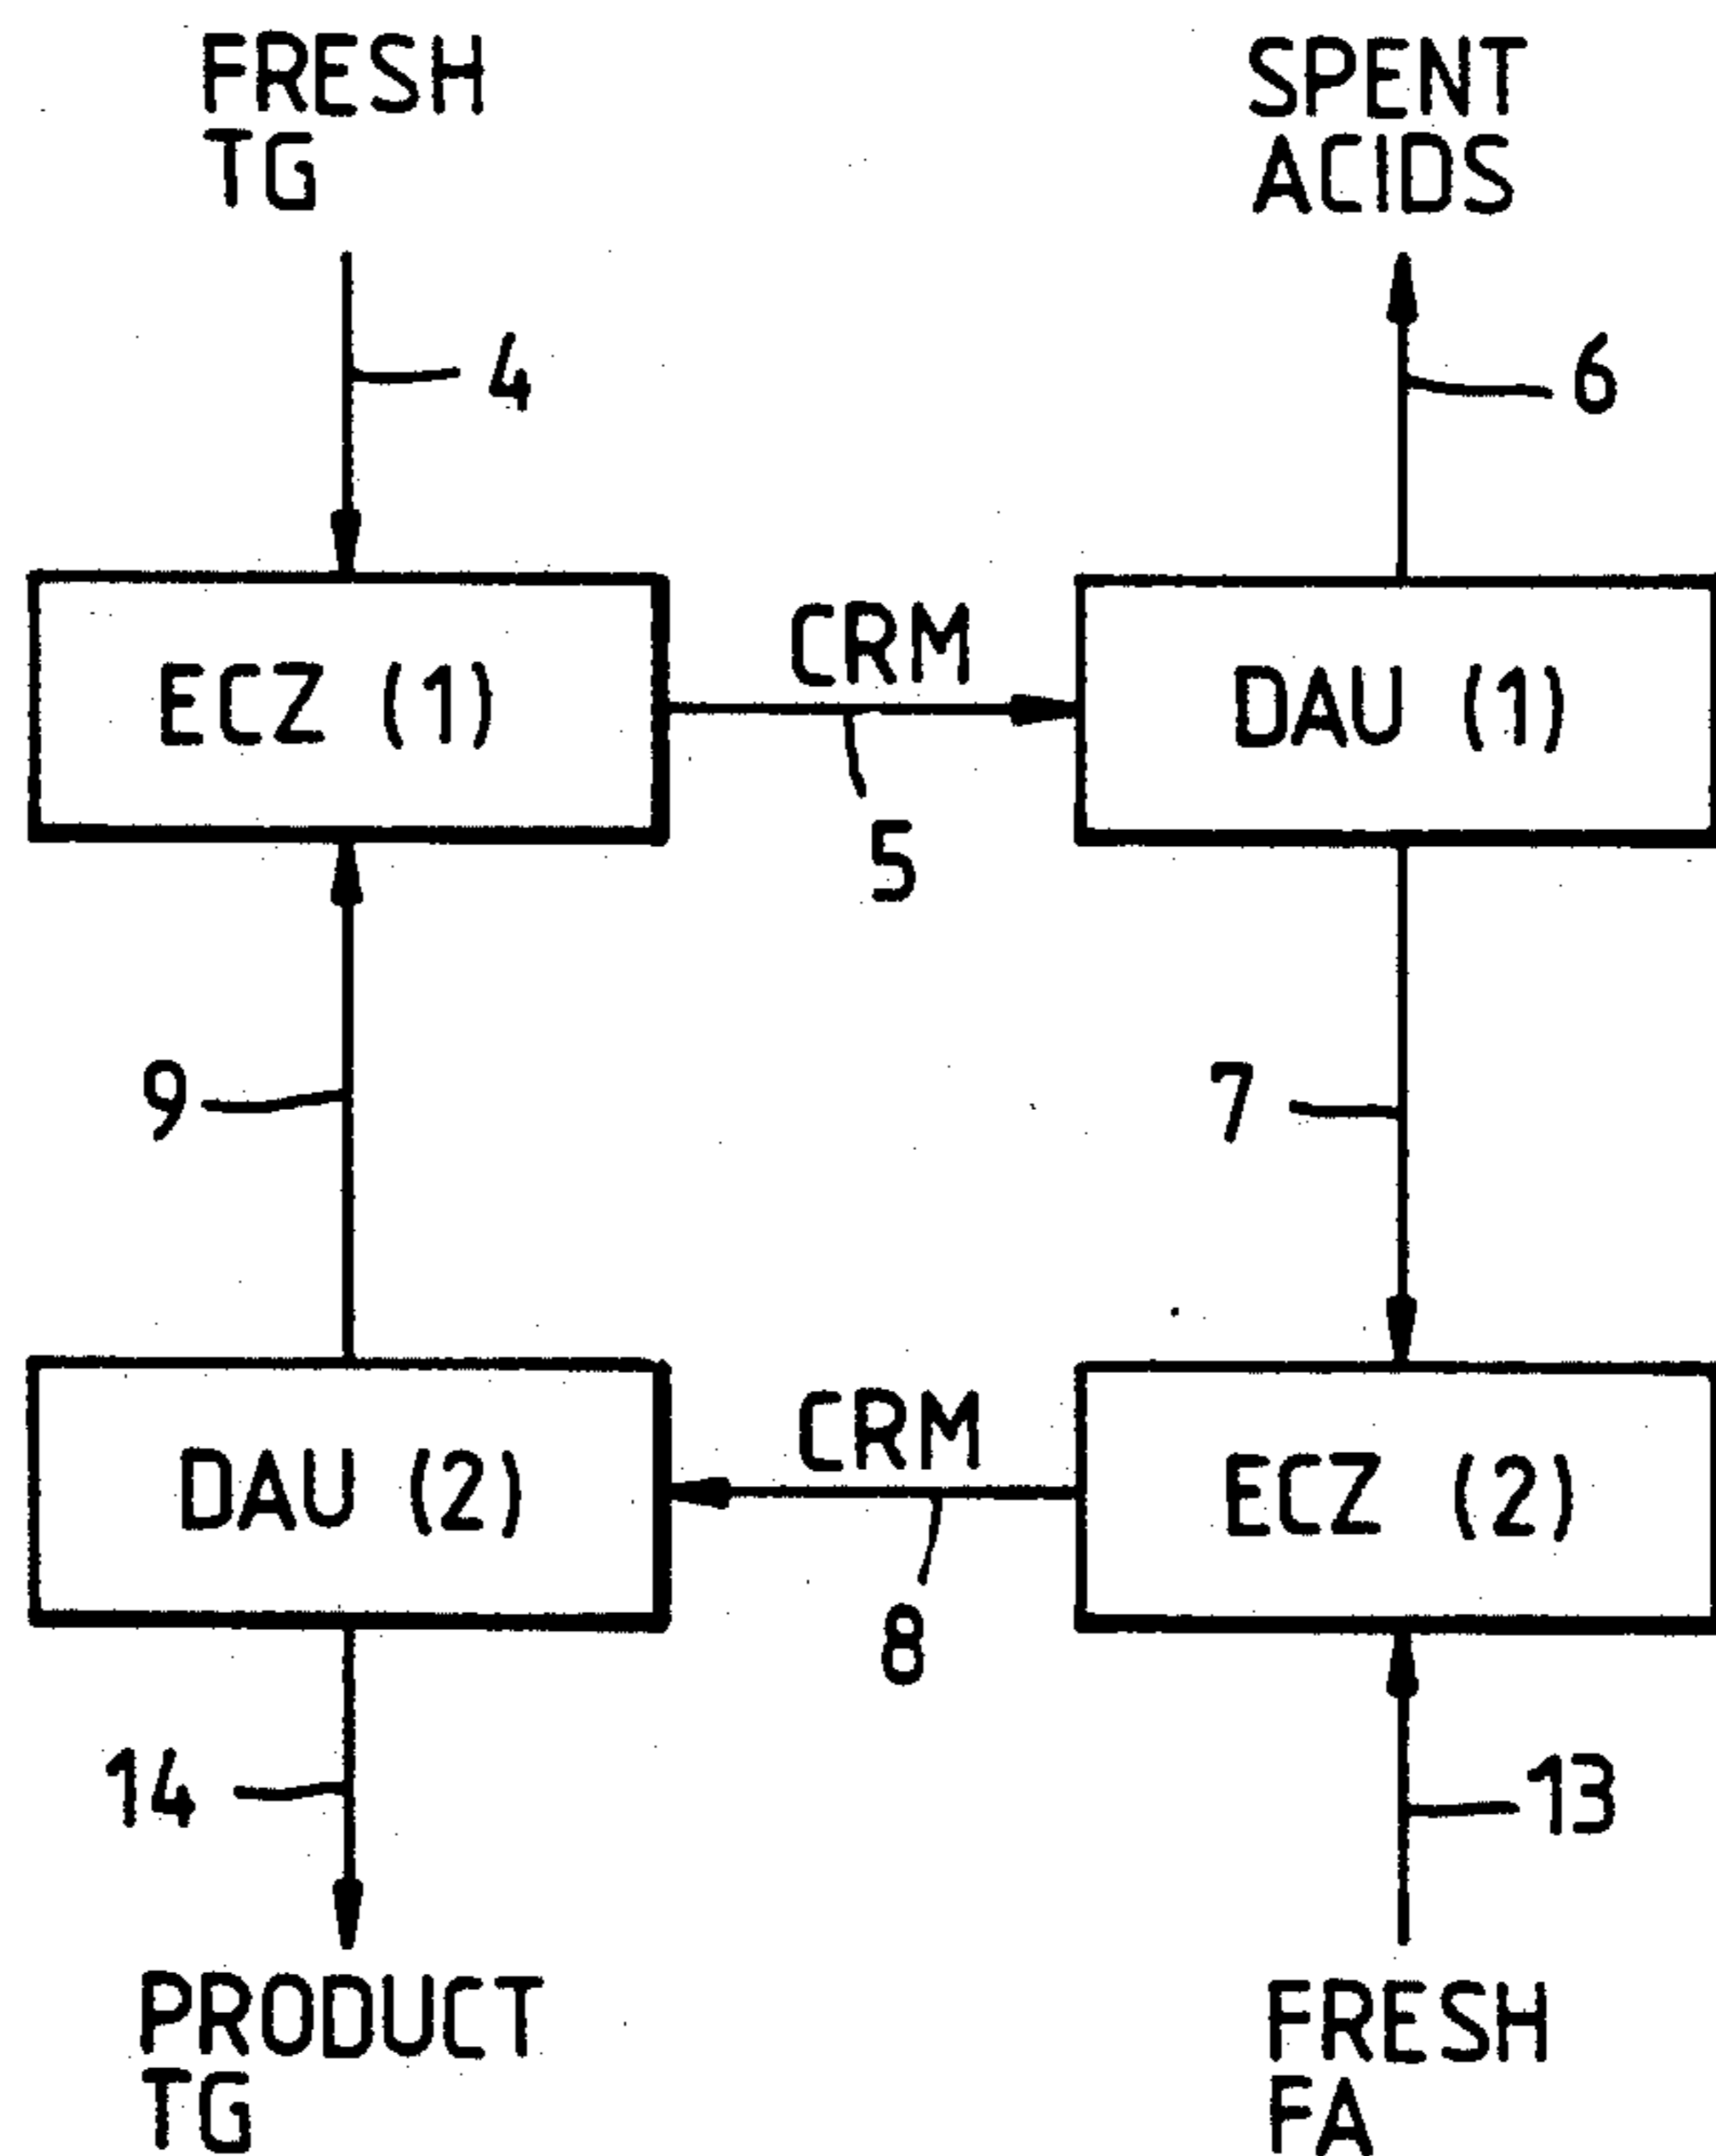 FRESH
TG
SPENT
ACIDS
4
6
ECZ (1)
CRM
DAU (1)
5
9
7
DAU (2)
CRM
ECZ (2)
8
14
13
PRODUCT
TG
FRESH
FA